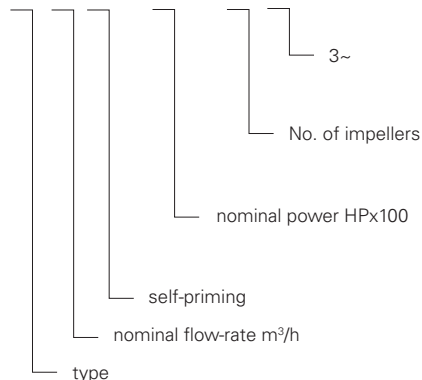 3~
No. of impellers
nominal power HPx100
self-priming
nominal flow-rate m³/h
type